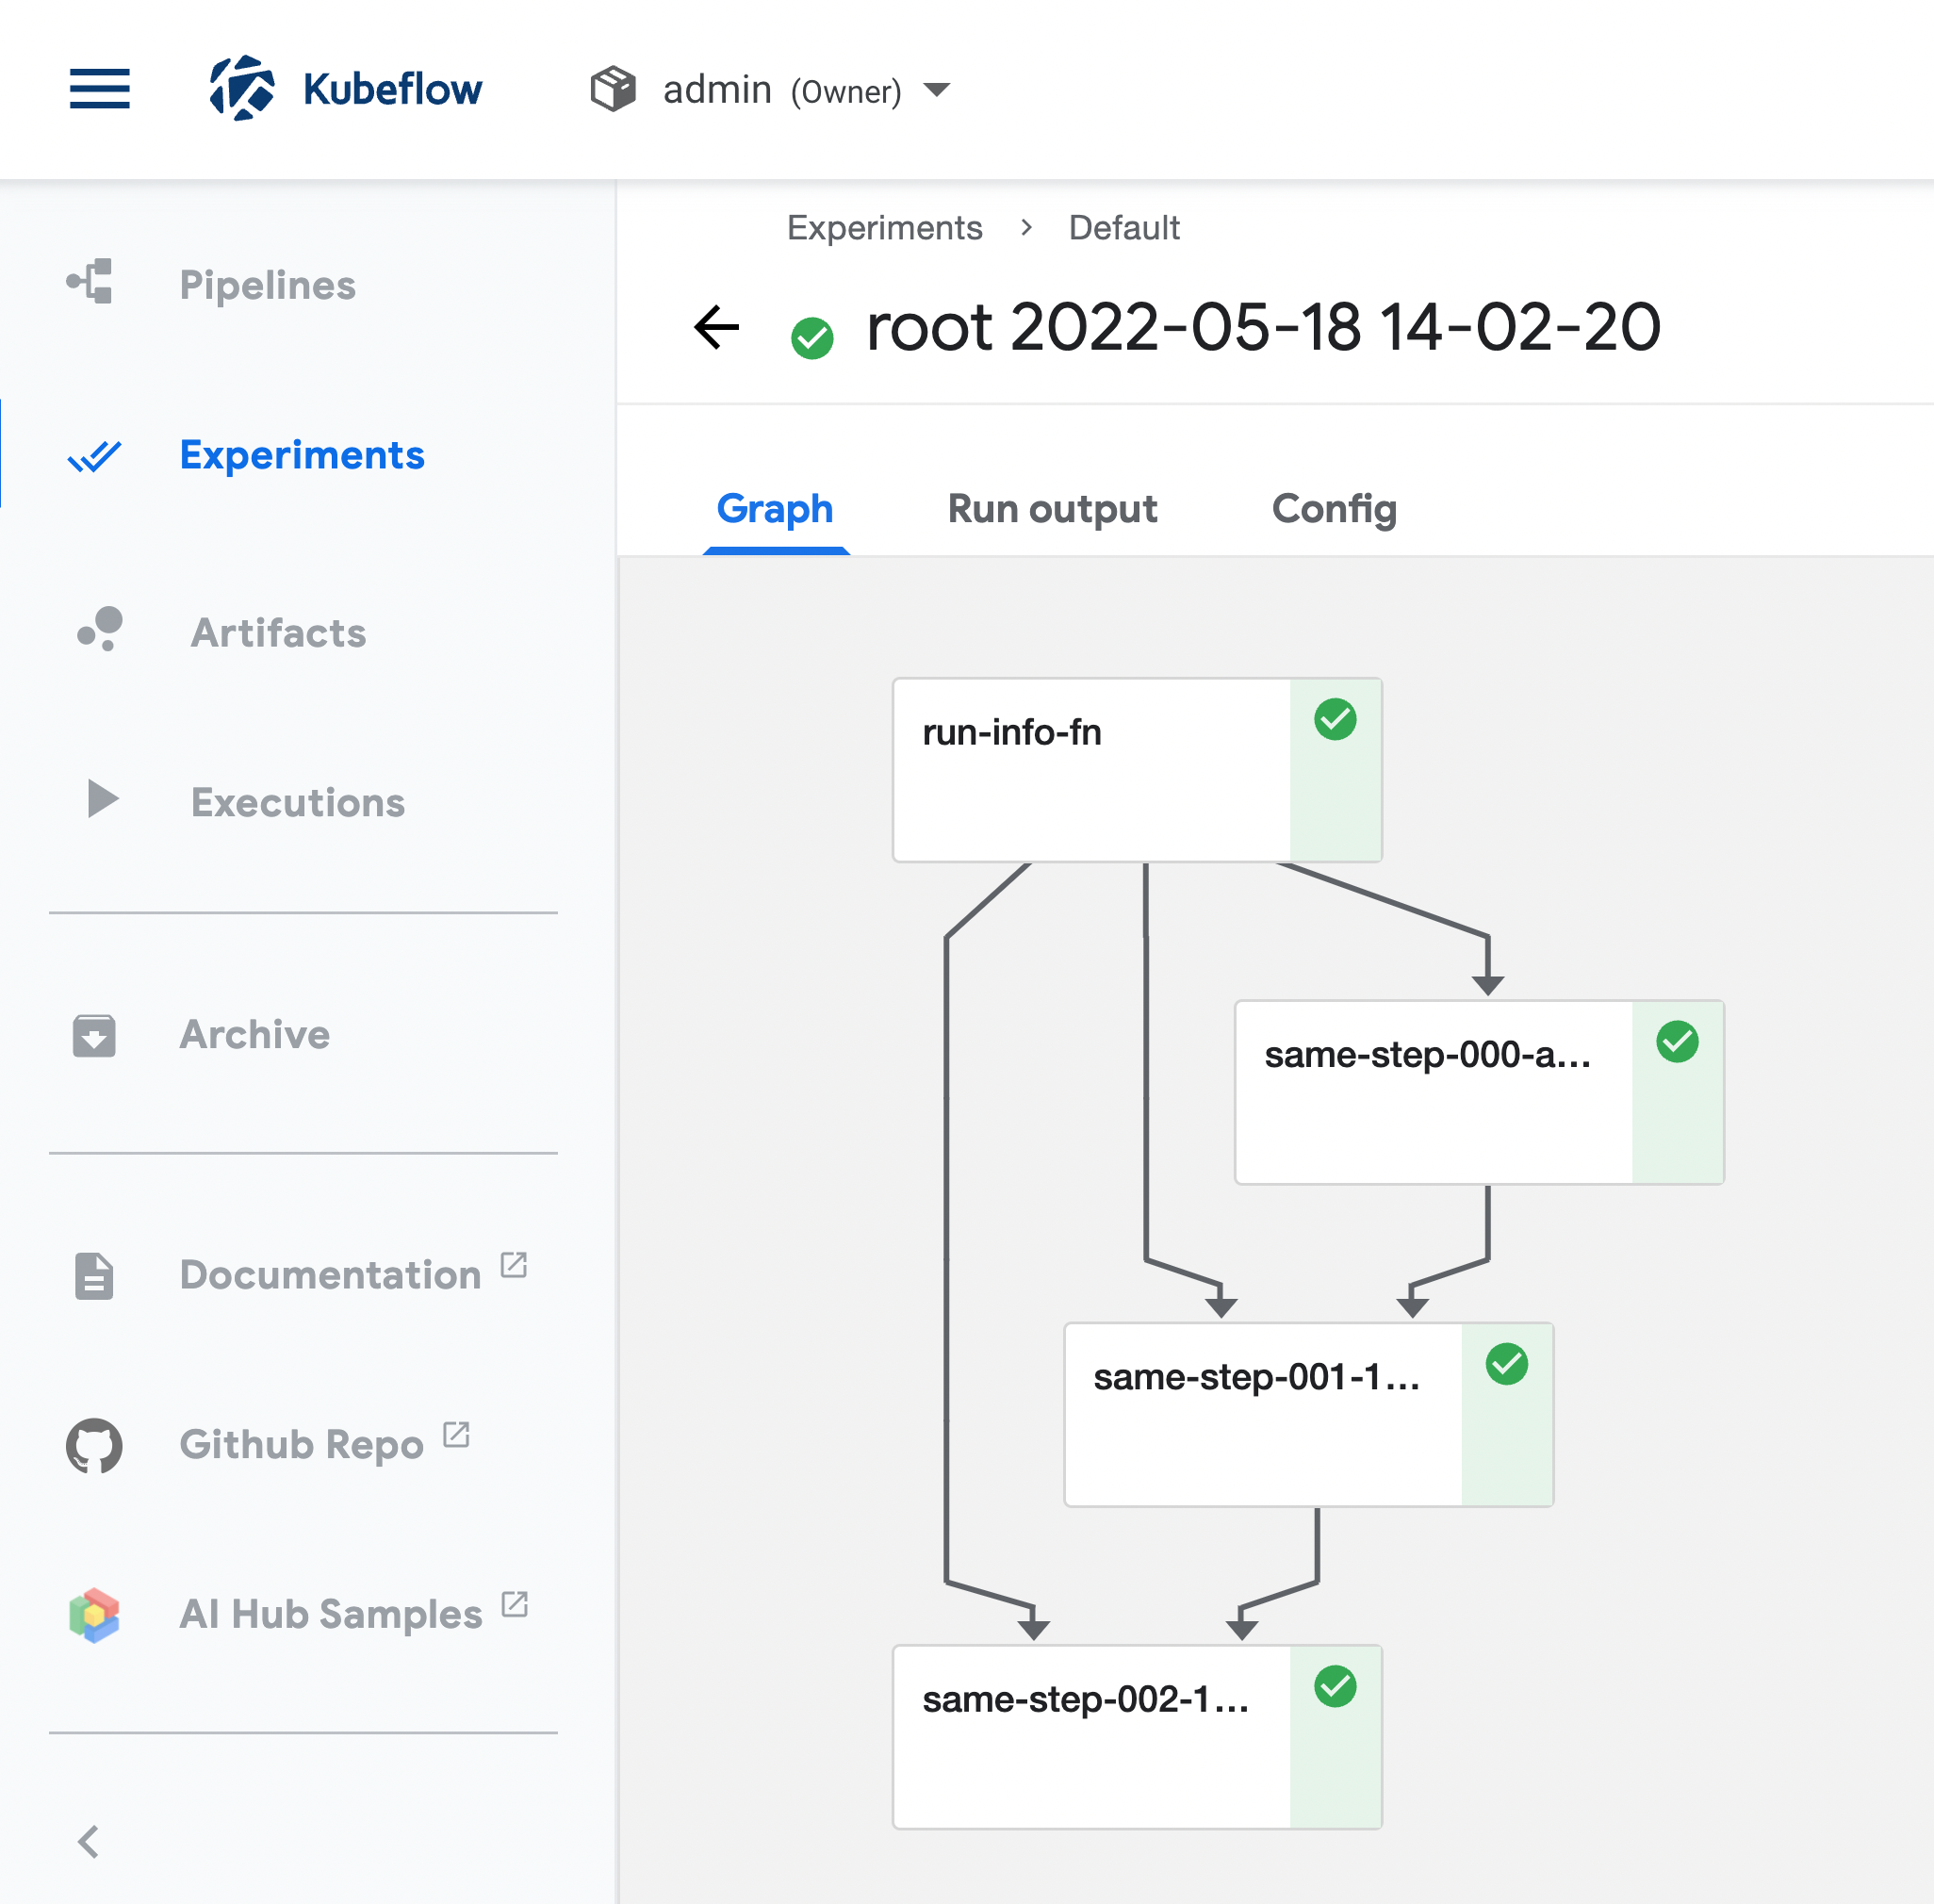 Kubeflow
admin (Owner)
Pipelines
Experiments
Artifacts
Executions
Archive
Documentation
Github Repo
AI Hub Samples
Experiments > Default
root 2022-05-18 14-02-20
Graph Run output Config
run-info-fn
same-step-000-a...
same-step-001-1...
same-step-002-1...